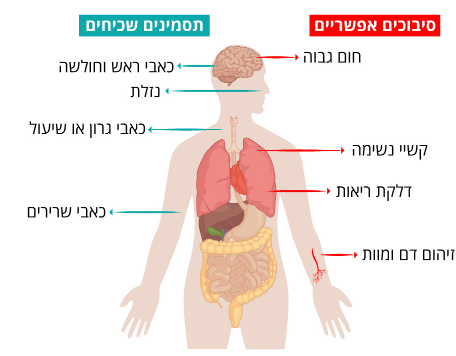 סיבוכים אפשריים
חום גבוה
קשיי נשימה
דלקת ריאות
זיהום דם ומוות
תסמינים שכיחים
כאבי ראש וחולשה
נזלת
כאבי גרון או שיעול
כאבי שרירים